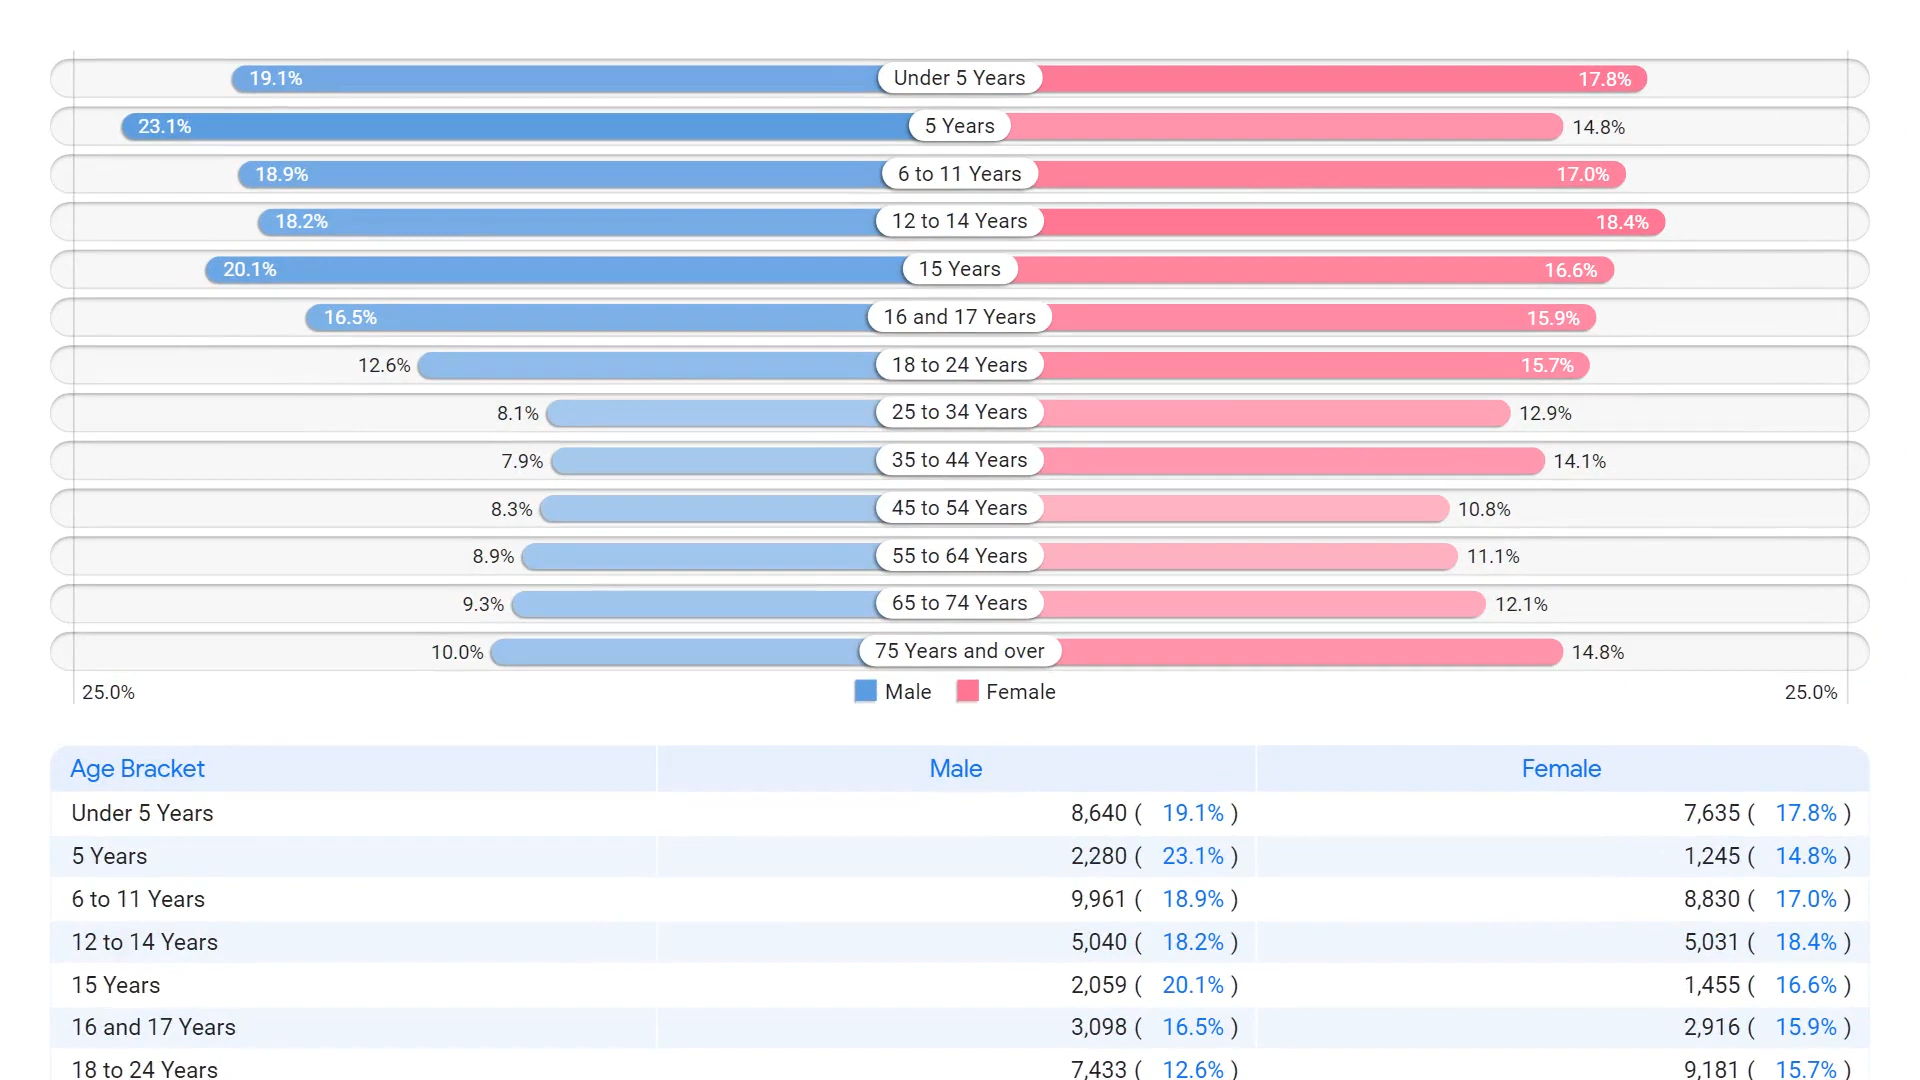 19.1% Under 5 Years 17.8%
23.1% 5 Years 14.8%
18.9% 6 to 11 Years 17.0%
18.2% 12 to 14 Years 18.4%
20.1% 15 Years 16.6%
16.5% 16 and 17 Years 15.9%
12.6% 18 to 24 Years 15.7%
8.1% 25 to 34 Years 12.9%
7.9% 35 to 44 Years 14.1%
8.3% 45 to 54 Years 10.8%
8.9% 55 to 64 Years 11.1%
9.3% 65 to 74 Years 12.1%
10.0% 75 Years and over 14.8%
25.0% Male Female 25.0%
Age Bracket Male Female
Under 5 Years 8,640 ( 19.1% ) 7,635 ( 17.8% )
5 Years 2,280 ( 23.1% ) 1,245 ( 14.8% )
6 to 11 Years 9,961 ( 18.9% ) 8,830 ( 17.0% )
12 to 14 Years 5,040 ( 18.2% ) 5,031 ( 18.4% )
15 Years 2,059 ( 20.1% ) 1,455 ( 16.6% )
16 and 17 Years 3,098 ( 16.5% ) 2,916 ( 15.9% )
18 to 24 Years 7,433 ( 12.6% ) 9,181 ( 15.7% )